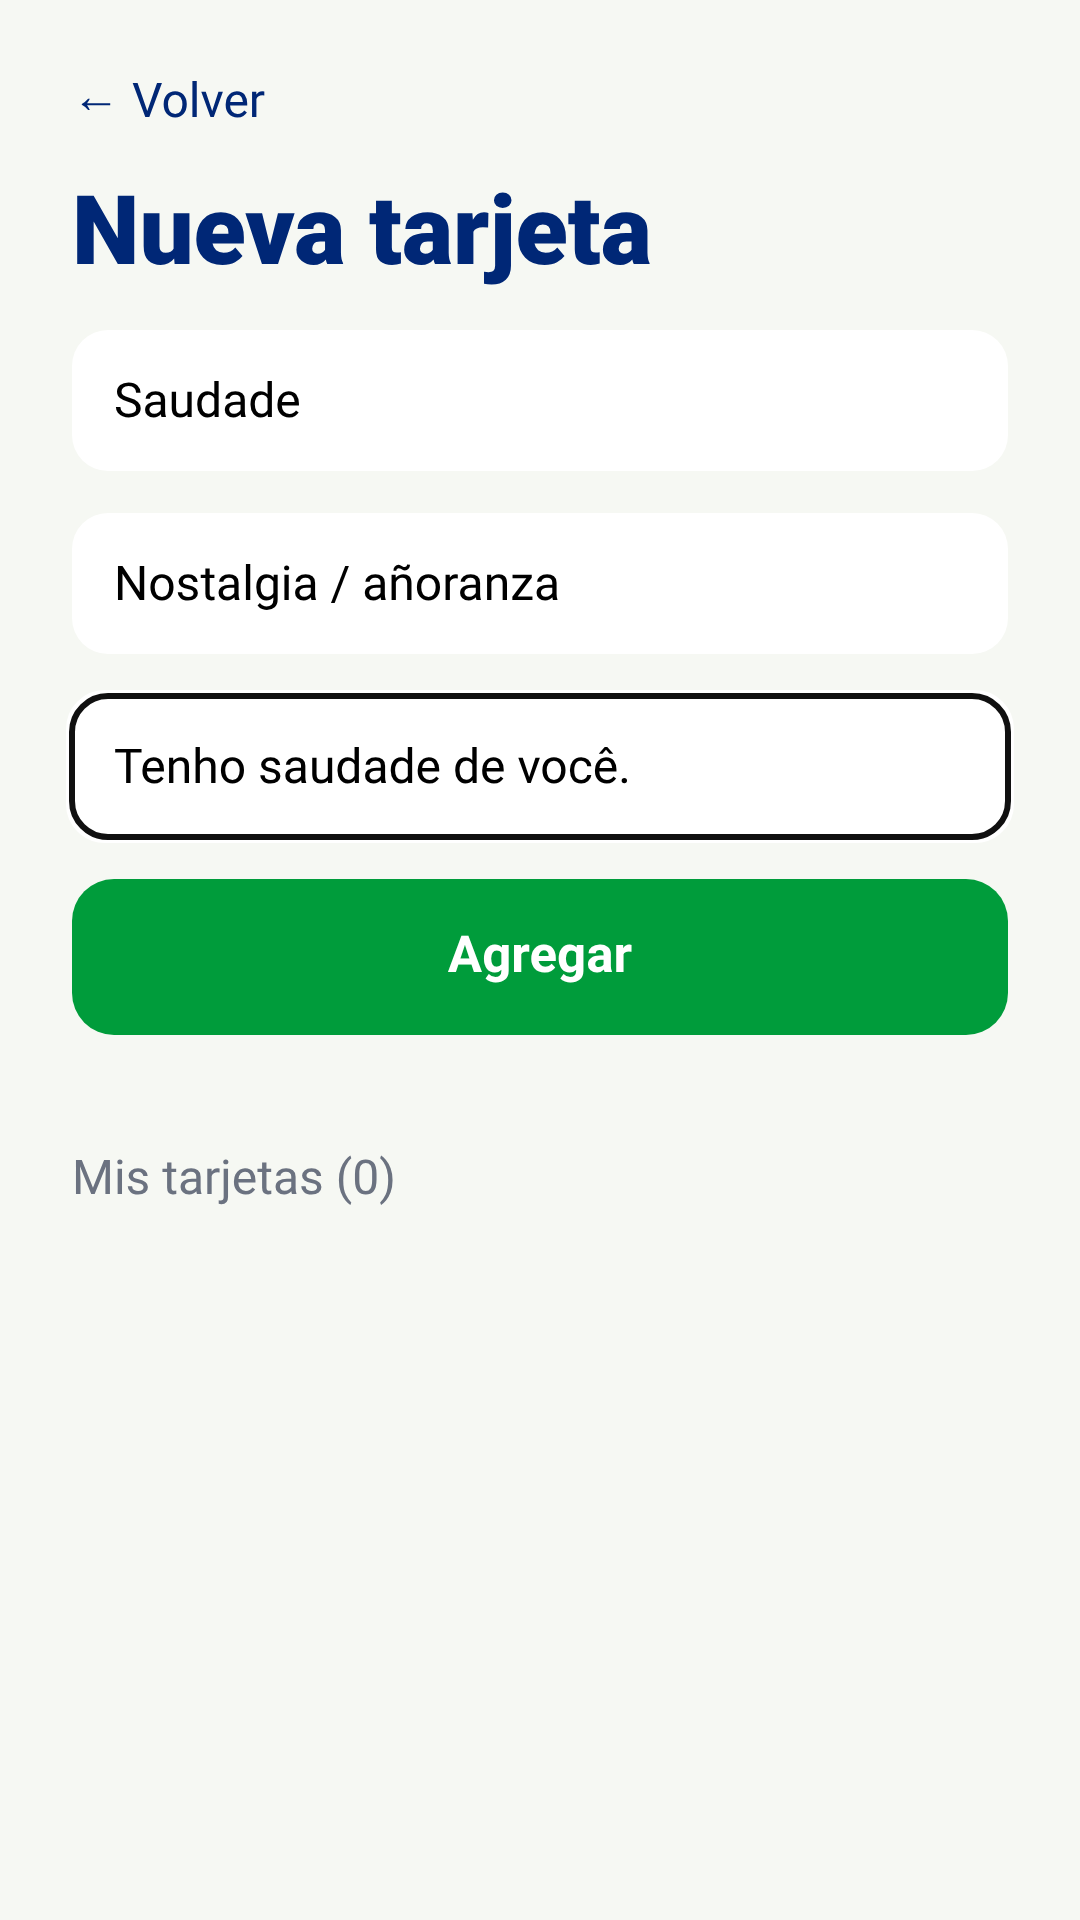 ← Volver
Nueva tarjeta
Saudade
Nostalgia / añoranza
Tenho saudade de você.
Agregar
Mis tarjetas (0)